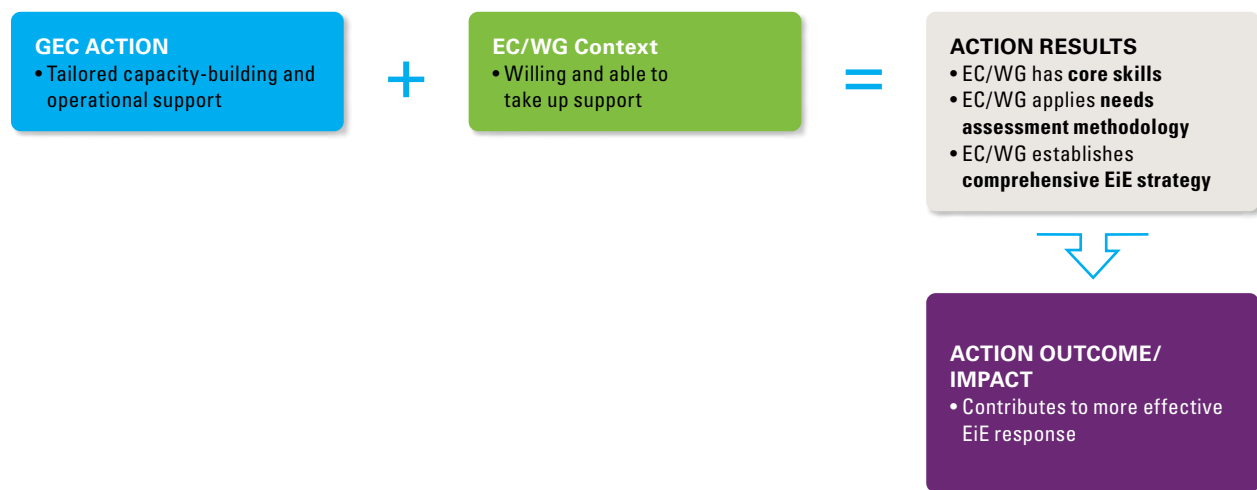 GEC ACTION
• Tailored capacity-building and
operational support
+
EC/WG Context
• Willing and able to
take up support
=
ACTION RESULTS
• EC/WG has core skills
• EC/WG applies needs
assessment methodology
• EC/WG establishes
comprehensive EiE strategy
ACTION OUTCOME/
IMPACT
• Contributes to more effective
EiE response